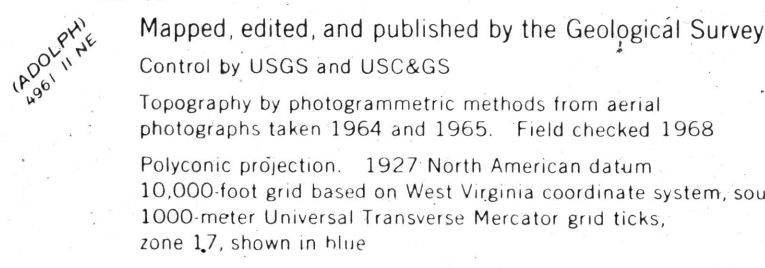 (ADOLPH)
4961 II NE
Mapped, edited, and published by the Geological Survey
Control by USGS and USC&GS
Topography by photogrammetric methods from aerial
photographs taken 1964 and 1965. Field checked 1968
Polyconic projection. 1927 North American datum
10,000-foot grid based on West Virginia coordinate system, sou
1000-meter Universal Transverse Mercator grid ticks,
zone 17, shown in blue